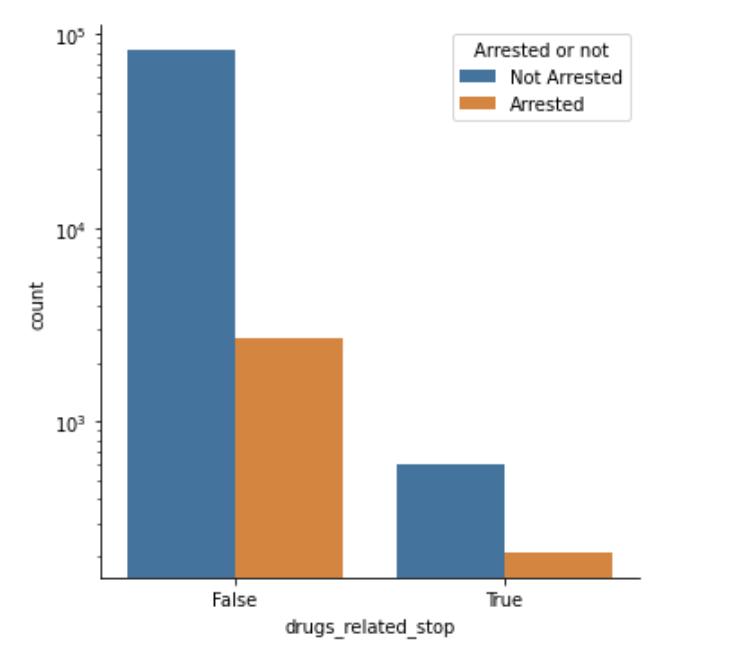 10⁵
10⁴
10³
count
Arrested or not
Not Arrested
Arrested
False
True
drugs_related_stop